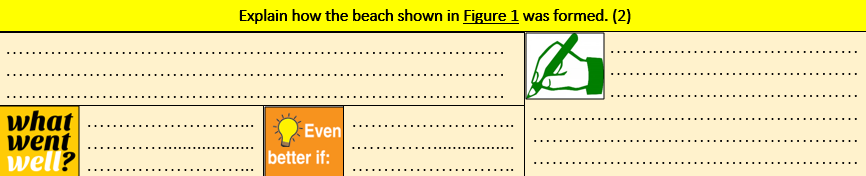 Explain how the beach shown in Figure 1 was formed. (2)
what
went
well?
Even
better if: